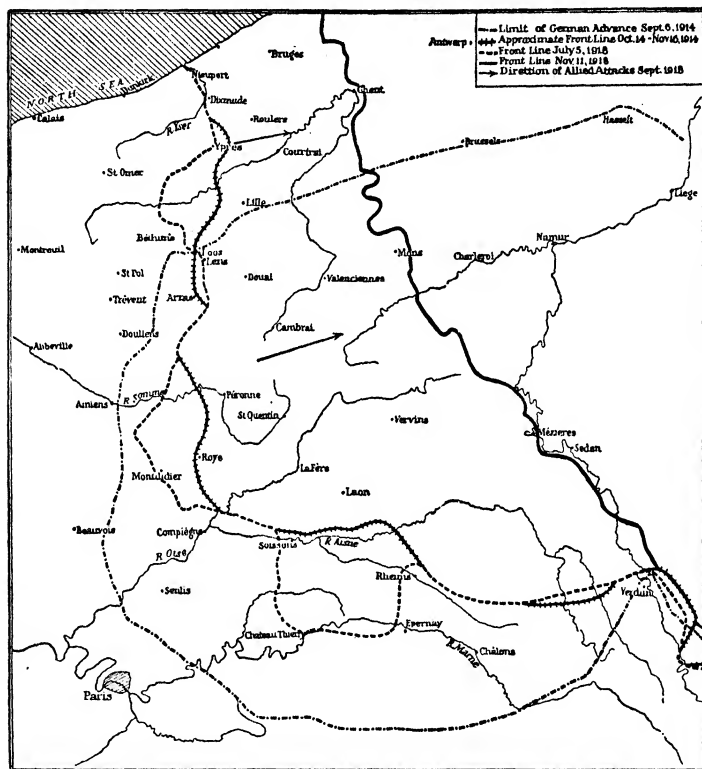 Limit of German Advance Sept. 6, 1914
Antwerp
Approximate Front Line Oct. 14 - Nov 16, 1914
Front Line July 5, 1918
Front Line Nov. 11, 1918
Direction of Allied Attacks Sept. 1918
Bruges
Nieuport
NORTH SEA
Dunkirk
Dixmude
Ghent
Calais
R Yser
Roulers
Hasselt
Ypres
Courtrai
Brussels
St Omer
Liege
Lille
Bethune
Namur
Montreuil
Loos
Lens
Mons
Charleroi
St Pol
Douai
Valenciennes
Trévent
Arras
Cambrai
Doullens
Abbeville
R Somme
Péronne
Amiens
St Quentin
Vervins
Mézieres
Sedan
Roye
LaFère
Montdidier
Laon
Beauvois
Compiègne
Soissons
R Aisne
R Oise
Rheims
Senlis
Verdun
Epernay
Chateau Thierry
R Marne
Châlons
Paris